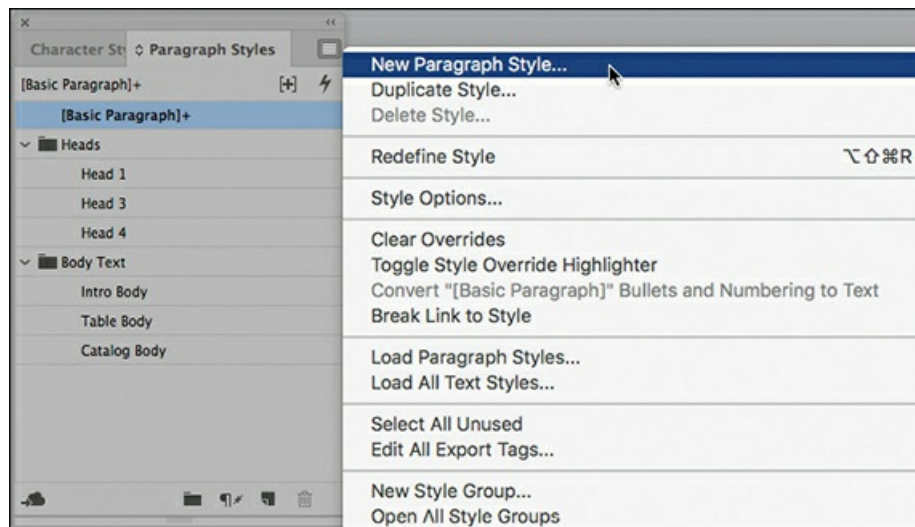 Character St Paragraph Styles
[Basic Paragraph]+
[Basic Paragraph]+
Heads
Head 1
Head 3
Head 4
Body Text
Intro Body
Table Body
Catalog Body
New Paragraph Style...
Duplicate Style...
Delete Style...
Redefine Style ⌥⇧⌘R
Style Options...
Clear Overrides
Toggle Style Override Highlighter
Convert "[Basic Paragraph]" Bullets and Numbering to Text
Break Link to Style
Load Paragraph Styles...
Load All Text Styles...
Select All Unused
Edit All Export Tags...
New Style Group...
Open All Style Groups